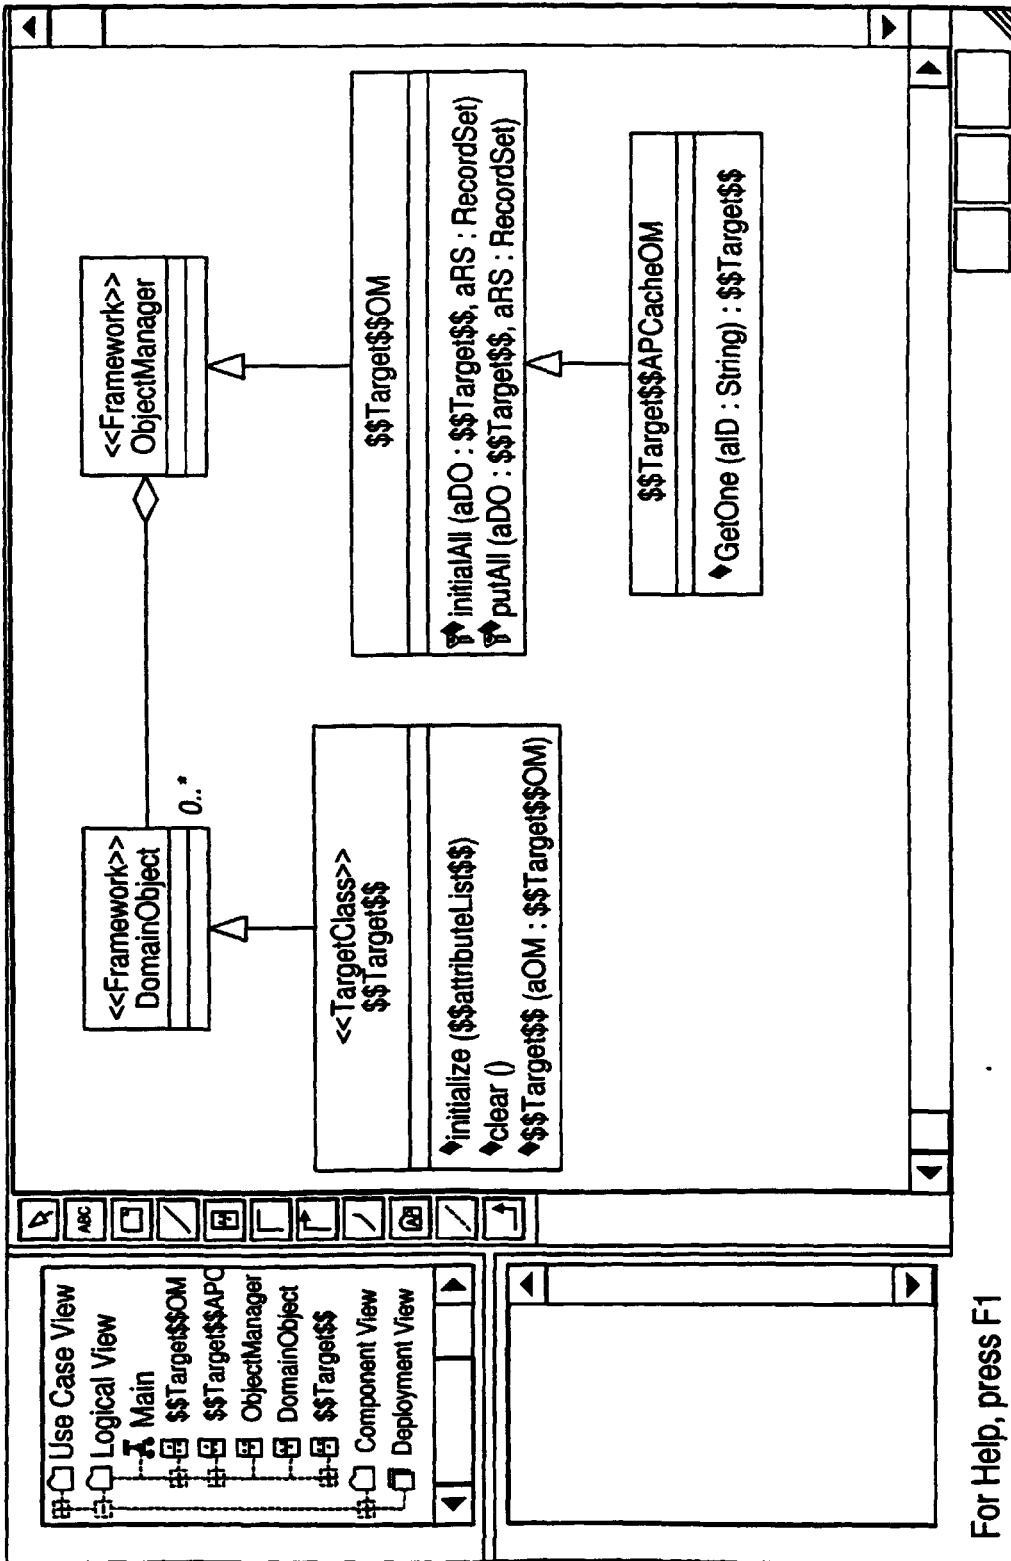 Use Case View
Logical View
Main
$$Target$$OM
$$Target$$APC
ObjectManager
DomainObject
$$Target$$
Component View
Deployment View
ABC
<<Framework>>
DomainObject
0..*
<<Framework>>
ObjectManager
<<TargetClass>>
$$Target$$
initialize ($$attributeList$$)
clear ()
$$Target$$ (aOM : $$Target$$OM)
$$Target$$OM
initialAll (aDO : $$Target$$, aRS : RecordSet)
putAll (aDO : $$Target$$, aRS : RecordSet)
$$Target$$APCacheOM
GetOne (aID : String) : $$Target$$
For Help, press F1